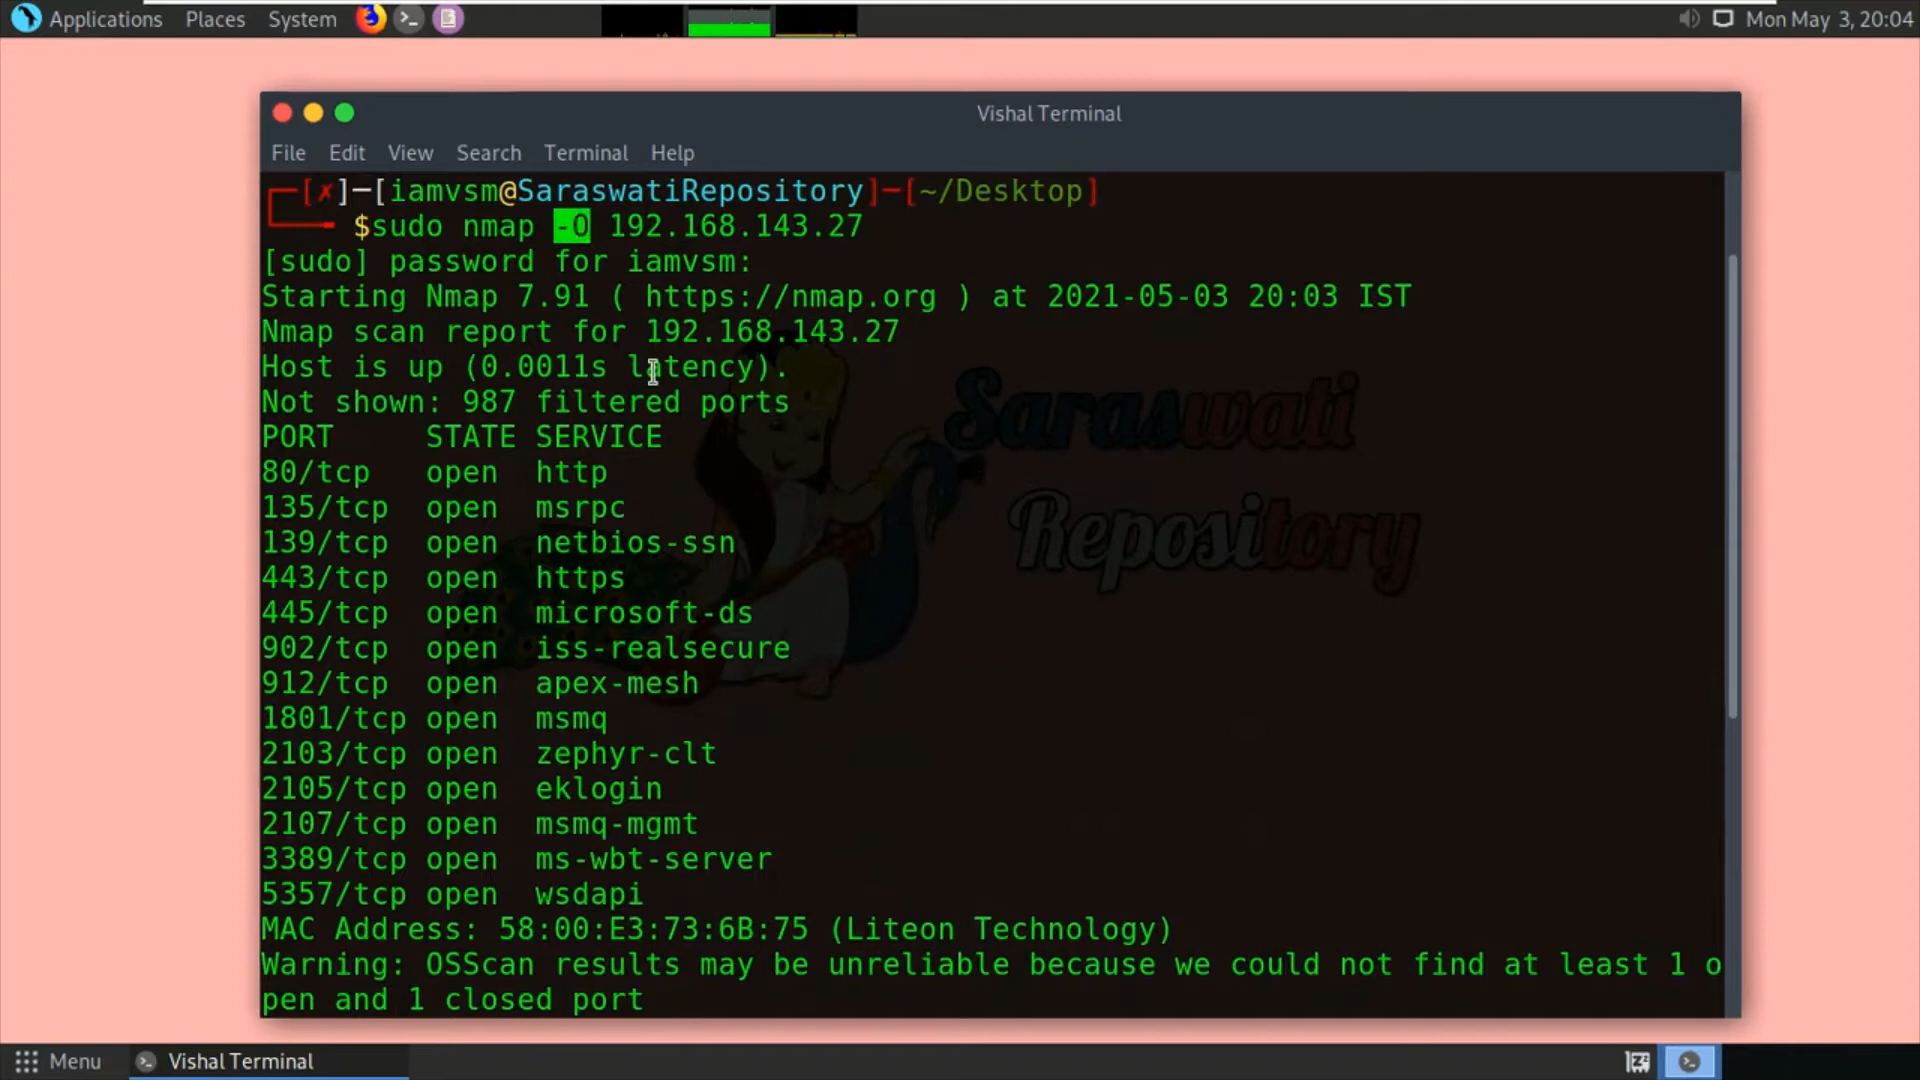 Applications Places System Mon May 3, 20:04
Vishal Terminal
File Edit View Search Terminal Help
┌─[✗]─[iamvsm@SaraswatiRepository]─[~/Desktop]
└──╼ $sudo nmap -O 192.168.143.27
[sudo] password for iamvsm:
Starting Nmap 7.91 ( https://nmap.org ) at 2021-05-03 20:03 IST
Nmap scan report for 192.168.143.27
Host is up (0.0011s latency).
Not shown: 987 filtered ports
PORT STATE SERVICE
80/tcp open http
135/tcp open msrpc
139/tcp open netbios-ssn
443/tcp open https
445/tcp open microsoft-ds
902/tcp open iss-realsecure
912/tcp open apex-mesh
1801/tcp open msmq
2103/tcp open zephyr-clt
2105/tcp open eklogin
2107/tcp open msmq-mgmt
3389/tcp open ms-wbt-server
5357/tcp open wsdapi
MAC Address: 58:00:E3:73:6B:75 (Liteon Technology)
Warning: OSScan results may be unreliable because we could not find at least 1 o
pen and 1 closed port
Saraswati
Repository
Menu Vishal Terminal